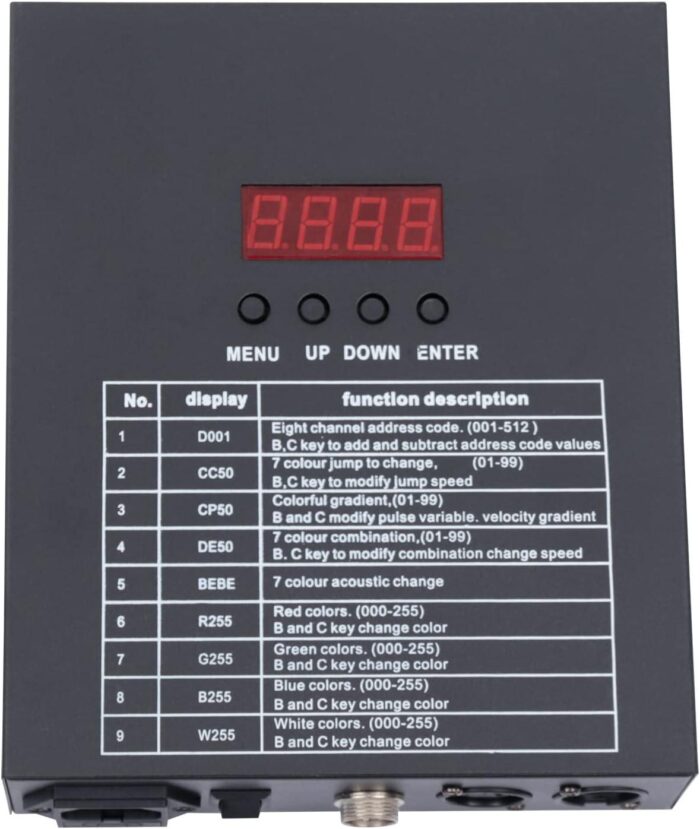 8.8.8.8.
MENU UP DOWN ENTER
No. display function description
1 D001 Eight channel address code. (001-512 )
B,C key to add and subtract address code values
2 CC50 7 colour jump to change, (01-99)
B,C key to modify jump speed
3 CP50 Colorful gradient,(01-99)
B and C modify pulse variable. velocity gradient
4 DE50 7 colour combination,(01-99)
B. C key to modify combination change speed
5 BEBE 7 colour acoustic change
6 R255 Red colors. (000-255)
B and C key change color
7 G255 Green colors. (000-255)
B and C key change color
8 B255 Blue colors. (000-255)
B and C key change color
9 W255 White colors. (000-255)
B and C key change color